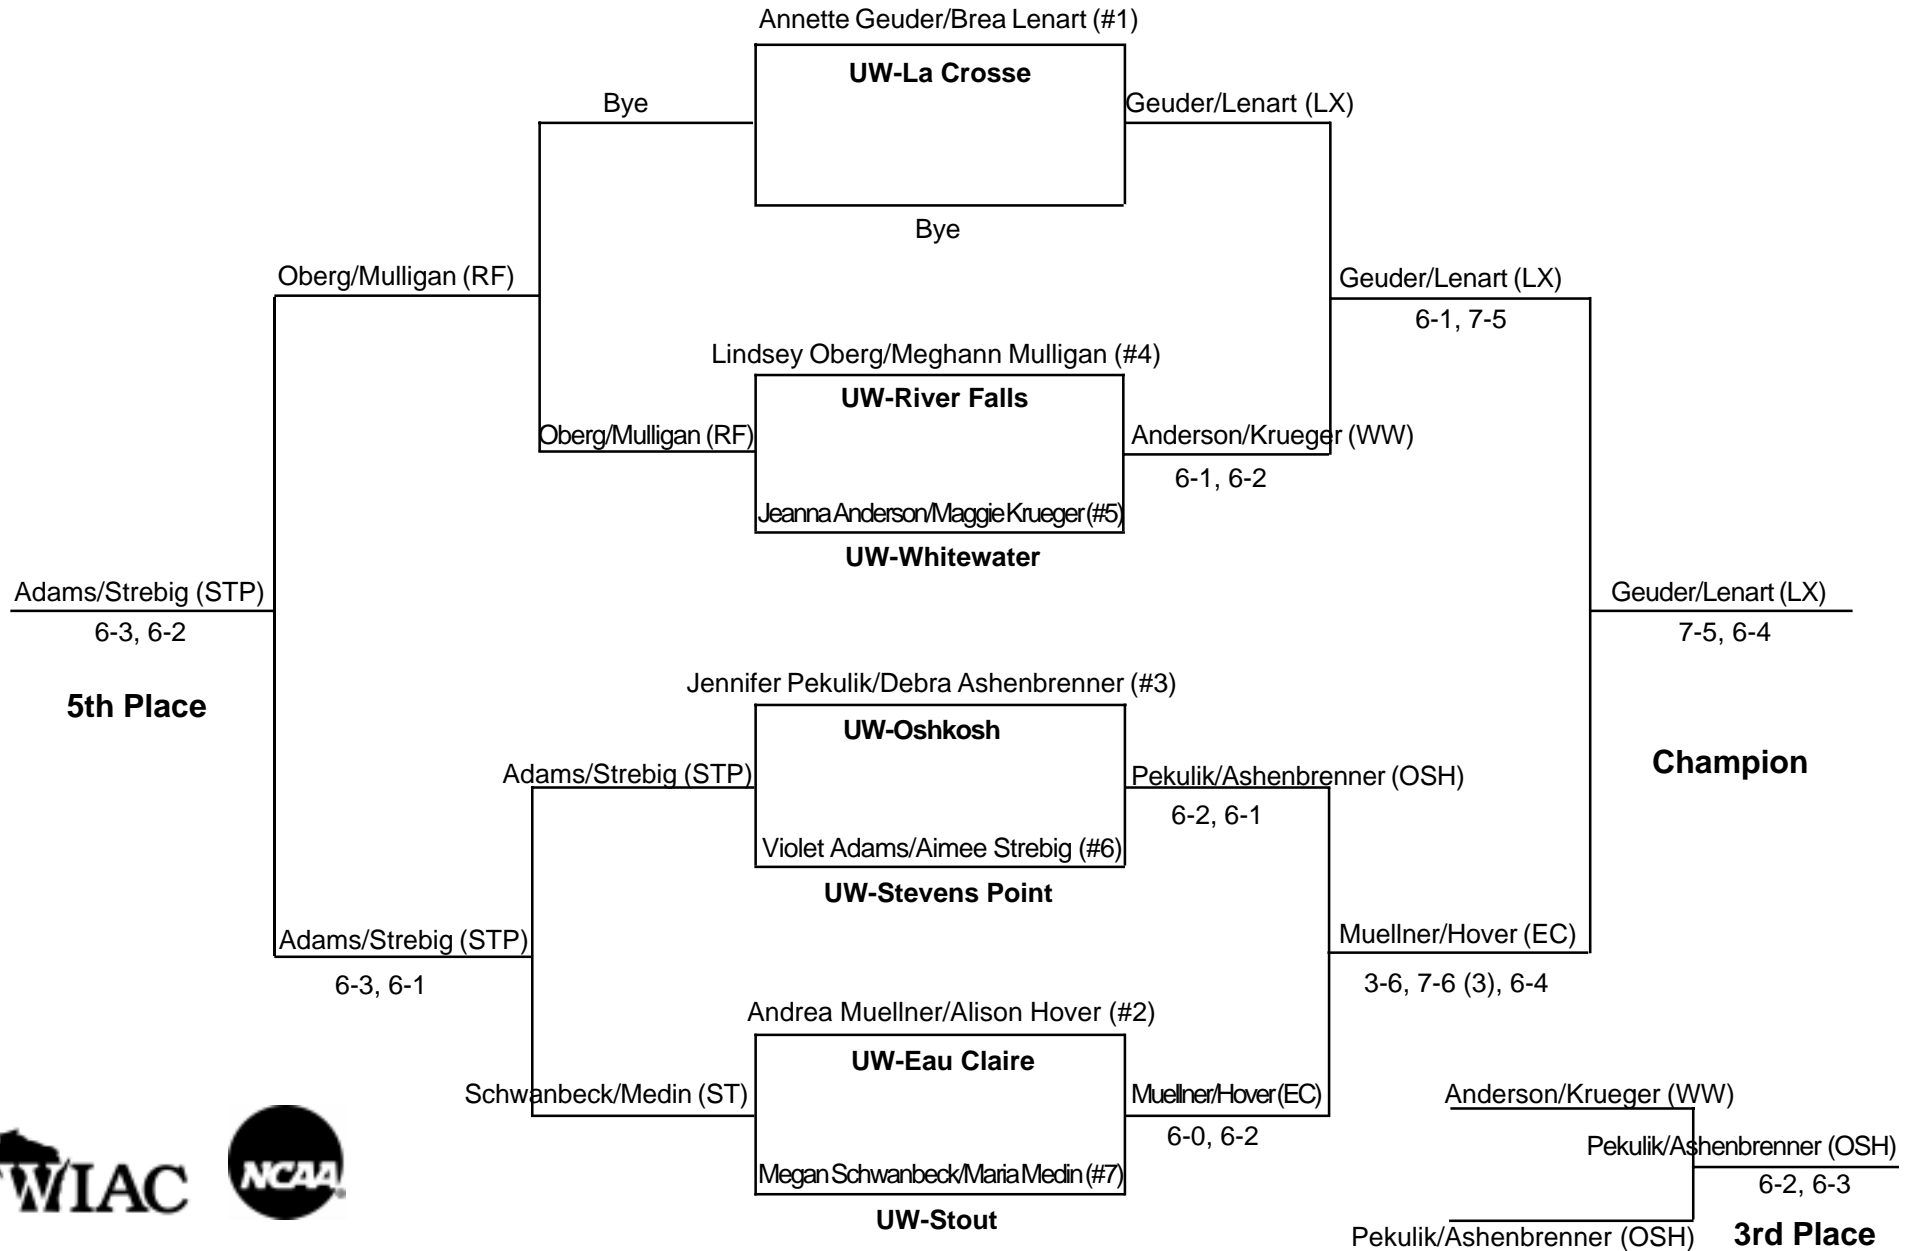 Annette Geuder/Brea Lenart (#1)
UW-La Crosse
Bye
Geuder/Lenart (LX)
Bye
Oberg/Mulligan (RF)
Geuder/Lenart (LX)
6-1, 7-5
Lindsey Oberg/Meghann Mulligan (#4)
UW-River Falls
Oberg/Mulligan (RF)
Anderson/Krueger (WW)
6-1, 6-2
Jeanna Anderson/Maggie Krueger (#5)
UW-Whitewater
Adams/Strebig (STP)
6-3, 6-2
5th Place
Geuder/Lenart (LX)
7-5, 6-4
Champion
Jennifer Pekulik/Debra Ashenbrenner (#3)
UW-Oshkosh
Adams/Strebig (STP)
Pekulik/Ashenbrenner (OSH)
6-2, 6-1
Violet Adams/Aimee Strebig (#6)
UW-Stevens Point
Adams/Strebig (STP)
6-3, 6-1
Muellner/Hover (EC)
3-6, 7-6 (3), 6-4
Andrea Muellner/Alison Hover (#2)
UW-Eau Claire
Schwanbeck/Medin (ST)
Muellner/Hover (EC)
6-0, 6-2
Megan Schwanbeck/Maria Medin (#7)
UW-Stout
Anderson/Krueger (WW)
Pekulik/Ashenbrenner (OSH)
6-2, 6-3
Pekulik/Ashenbrenner (OSH)
3rd Place
WIAC
NCAA